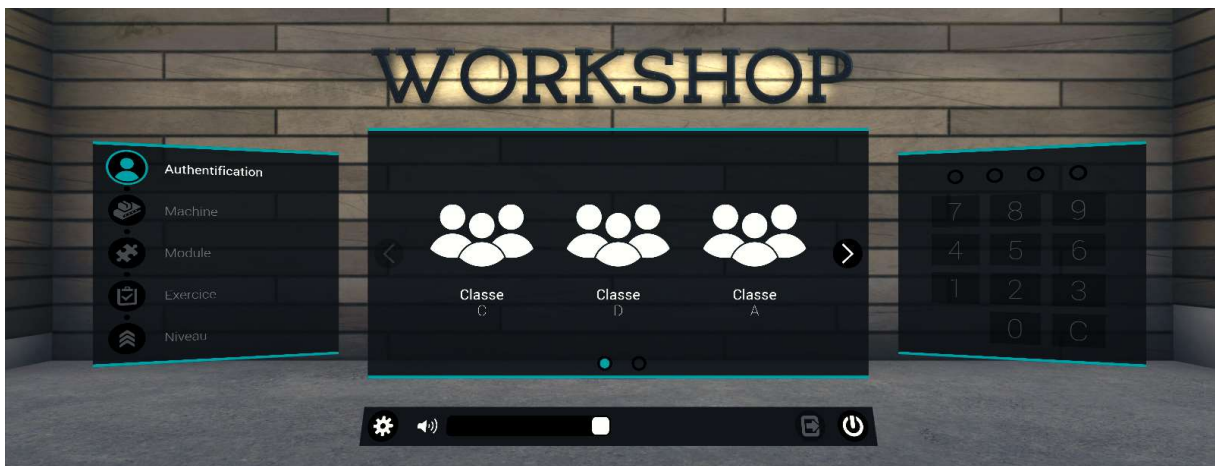 WORKSHOP
Authentification
Machine
Module
Exercice
Niveau
Classe
C
Classe
D
Classe
A
7 8 9
4 5 6
1 2 3
0 C